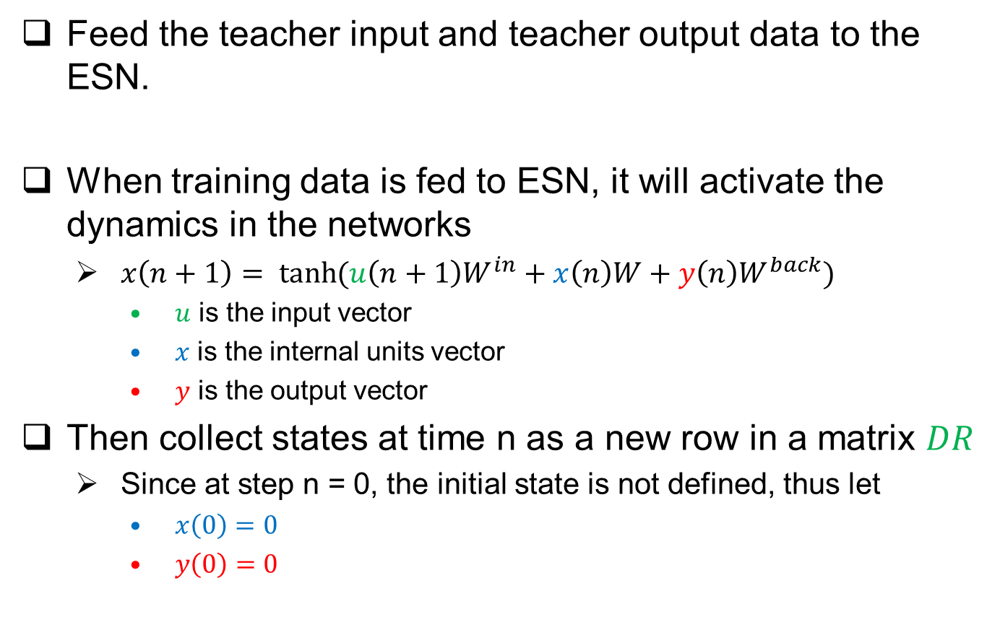 ❑ Feed the teacher input and teacher output data to the
ESN.
❑ When training data is fed to ESN, it will activate the
dynamics in the networks
➢ x(n + 1) = tanh(u(n + 1)W^{in} + x(n)W + y(n)W^{back})
• u is the input vector
• x is the internal units vector
• y is the output vector
❑ Then collect states at time n as a new row in a matrix DR
➢ Since at step n = 0, the initial state is not defined, thus let
• x(0) = 0
• y(0) = 0